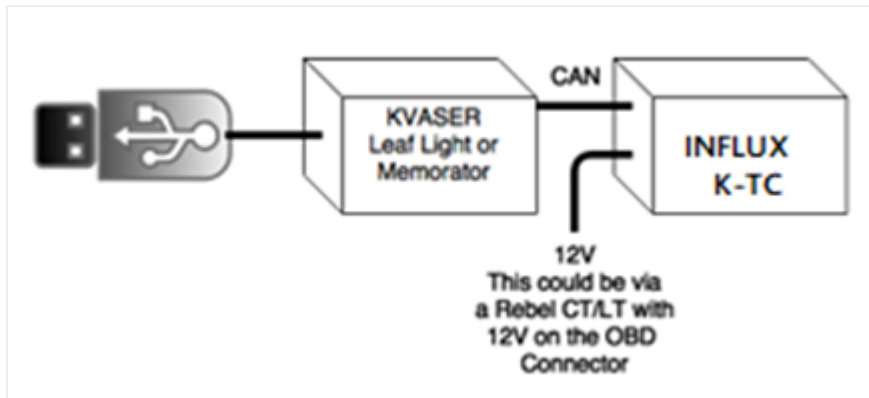 KVASER
Leaf Light or
Memorator
CAN
INFLUX
K-TC
12V
This could be via
a Rebel CT/LT with
12V on the OBD
Connector